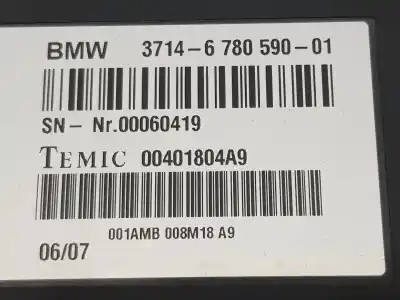 BMW 3714-6 780 590-01
SN- Nr.00060419
TEMIC 00401804A9
001AMB 008M18 A9
06/07